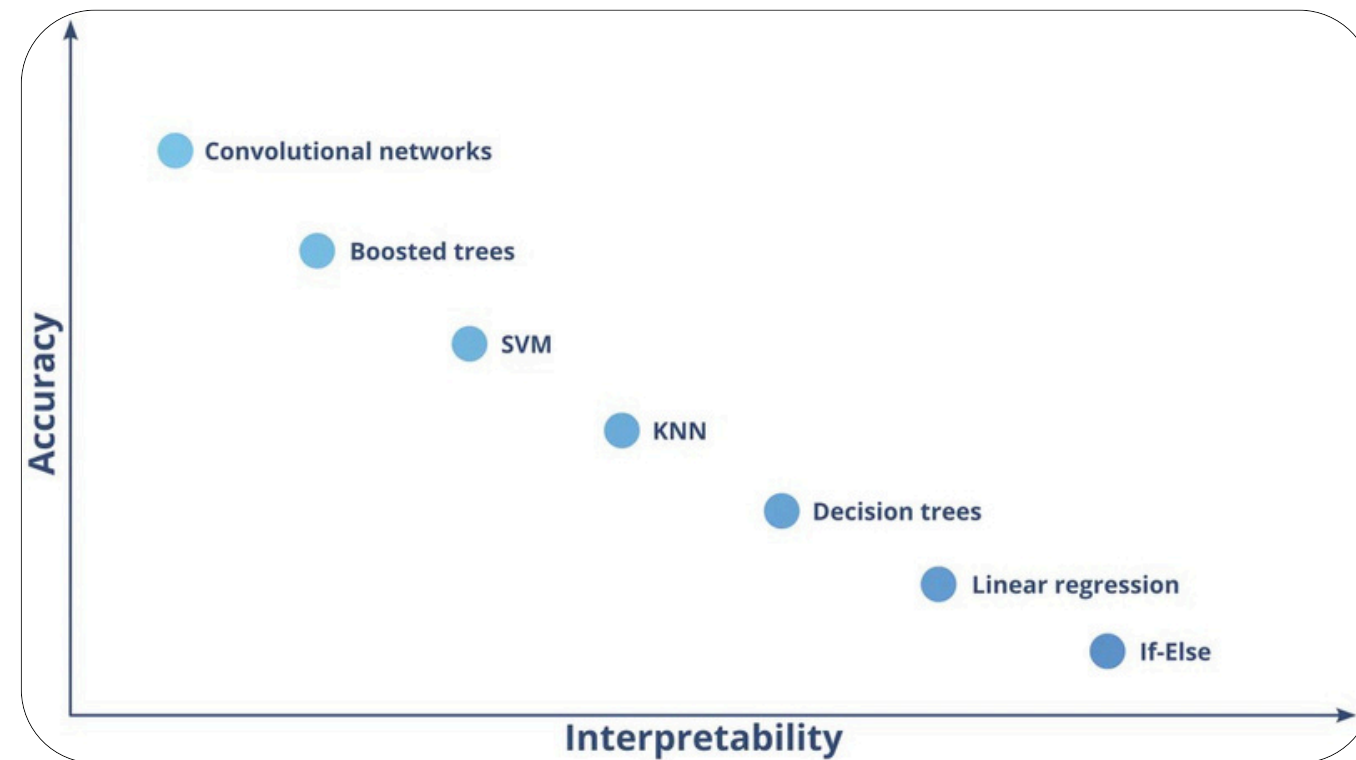 Convolutional networks
Boosted trees
SVM
KNN
Decision trees
Linear regression
If-Else
Accuracy
Interpretability